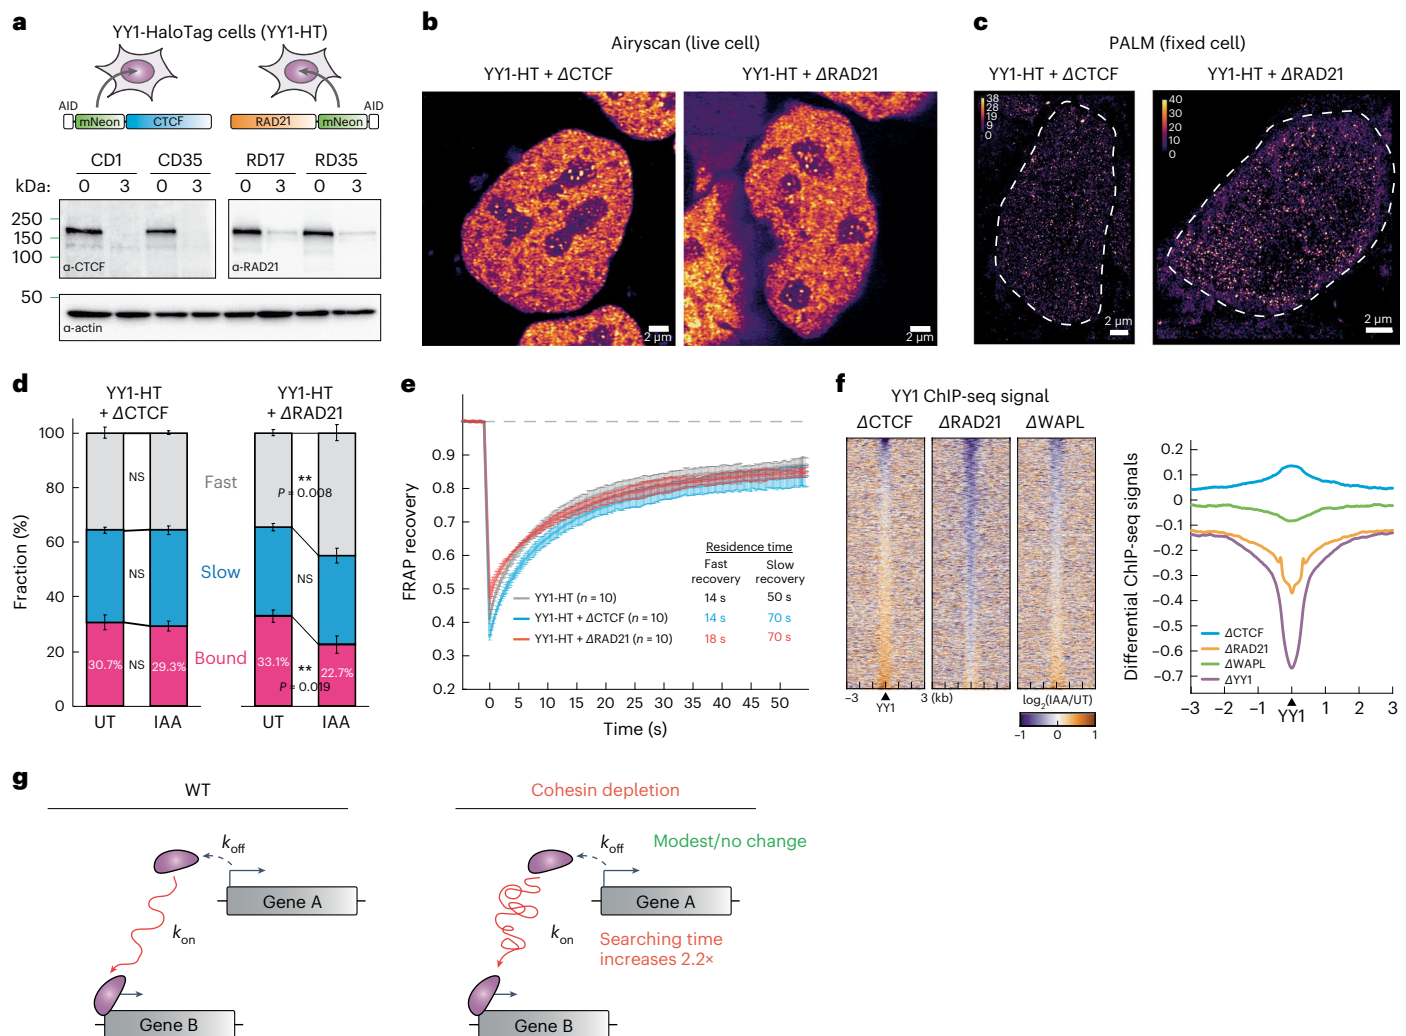 a
YY1-HaloTag cells (YY1-HT)
AID
AID
mNeon
CTCF
RAD21
mNeon
CD1
CD35
RD17
RD35
kDa:
0
3
0
3
0
3
0
3
250
150
100
α-CTCF
α-RAD21
50
α-actin
b
Airyscan (live cell)
YY1-HT + ΔCTCF
YY1-HT + ΔRAD21
2 μm
2 μm
c
PALM (fixed cell)
YY1-HT + ΔCTCF
YY1-HT + ΔRAD21
38
28
19
9
0
40
30
20
10
0
2 μm
2 μm
d
YY1-HT
+ ΔCTCF
YY1-HT
+ ΔRAD21
Fraction (%)
100
80
60
40
20
0
NS
NS
NS
30.7%
29.3%
UT
IAA
Fast
Slow
Bound
**
P = 0.008
NS
**
P = 0.019
33.1%
22.7%
UT
IAA
e
FRAP recovery
0.9
0.8
0.7
0.6
0.5
0.4
0.3
0.2
0
5
10
15
20
25
30
35
40
45
50
Time (s)
Residence time
Fast
recovery
Slow
recovery
YY1-HT (n = 10)
14 s
50 s
YY1-HT + ΔCTCF (n = 10)
14 s
70 s
YY1-HT + ΔRAD21 (n = 10)
18 s
70 s
f
YY1 ChIP-seq signal
ΔCTCF
ΔRAD21
ΔWAPL
−3
YY1
3 (kb)
log2(IAA/UT)
−1
0
1
Differential ChIP-seq signals
0.2
0.1
0
−0.1
−0.2
−0.3
−0.4
−0.5
−0.6
−0.7
ΔCTCF
ΔRAD21
ΔWAPL
ΔYY1
−3
−2
−1
YY1
1
2
3
g
WT
koff
Gene A
kon
Gene B
Cohesin depletion
koff
Modest/no change
Gene A
kon
Searching time
increases 2.2×
Gene B